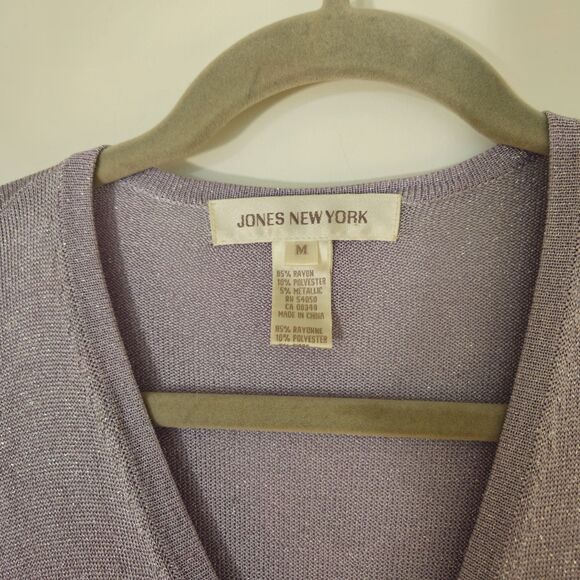 JONES NEW YORK
M
85% RAYON
10% POLYESTER
5% METALLIC
RN 54050
CA 00349
MADE IN CHINA
85% RAYONNE
10% POLYESTER